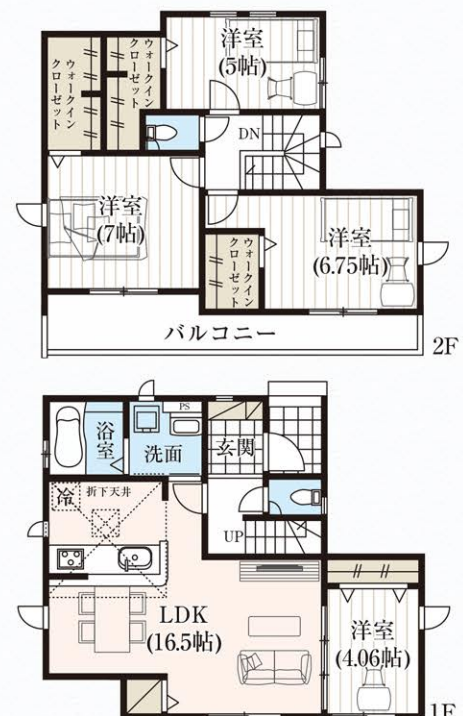 洋室
(5帖)
ウォークイン
クローゼット
ウォークイン
クローゼット
DN
洋室
(7帖)
洋室
(6.75帖)
ウォークイン
クローゼット
バルコニー
2F
浴室
洗面
PS
玄関
冷
折下天井
UP
LDK
(16.5帖)
洋室
(4.06帖)
1F